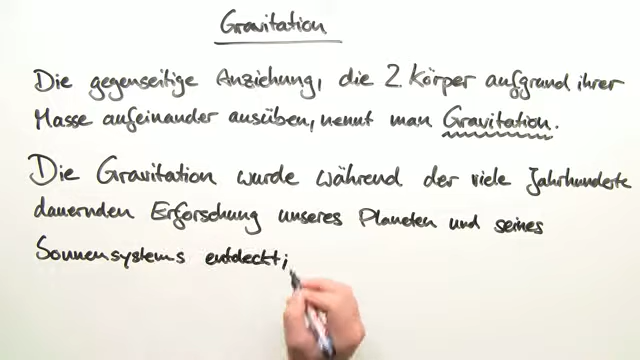 Gravitation
Die gegenseitige Anziehung, die 2 Körper aufgrund ihrer
Masse aufeinander ausüben, nennt man Gravitation.
Die Gravitation wurde während der viele Jahrhunderte
dauernden Erforschung unseres Planeten und seines
Sonnensystems entdeckt;